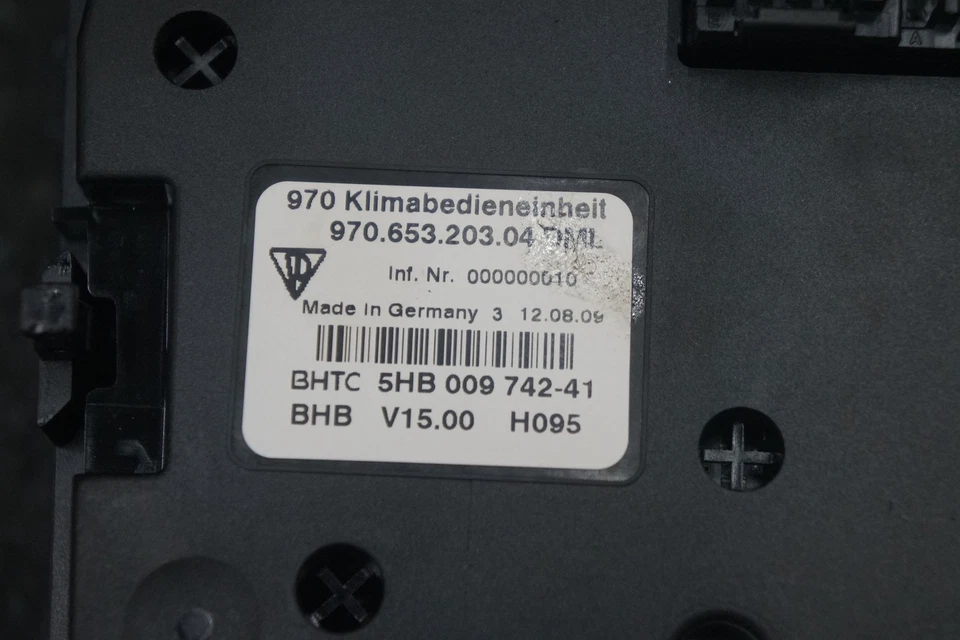 970 Klimabedieneinheit
970.653.203.04 DML
Inf. Nr. 000000010
Made in Germany 3 12.08.09
BHTC 5HB 009 742-41
BHB V15.00 H095
A